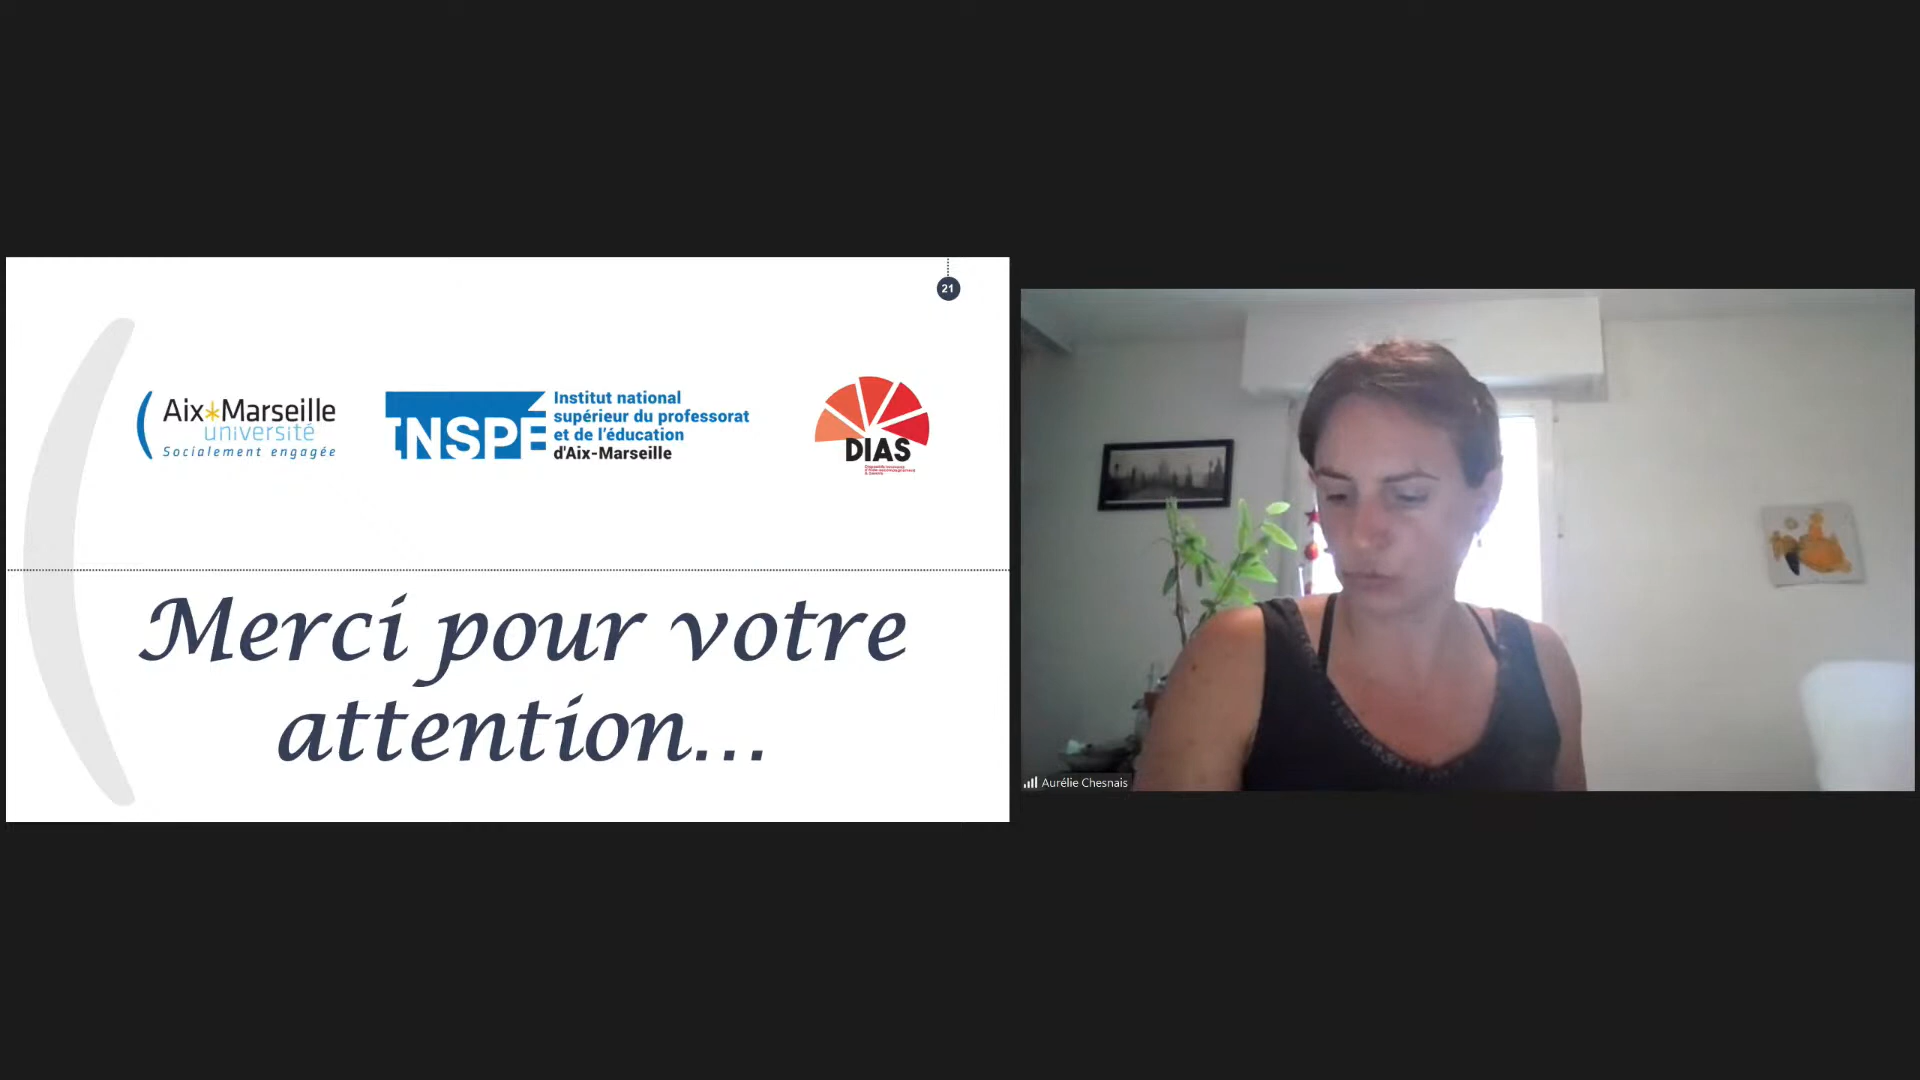 21
Aix*Marseille
université
Socialement engagée
INSPÉ
Institut national
supérieur du professorat
et de l'éducation
d'Aix-Marseille
DIAS
Merci pour votre
attention...
Aurélie Chesnais